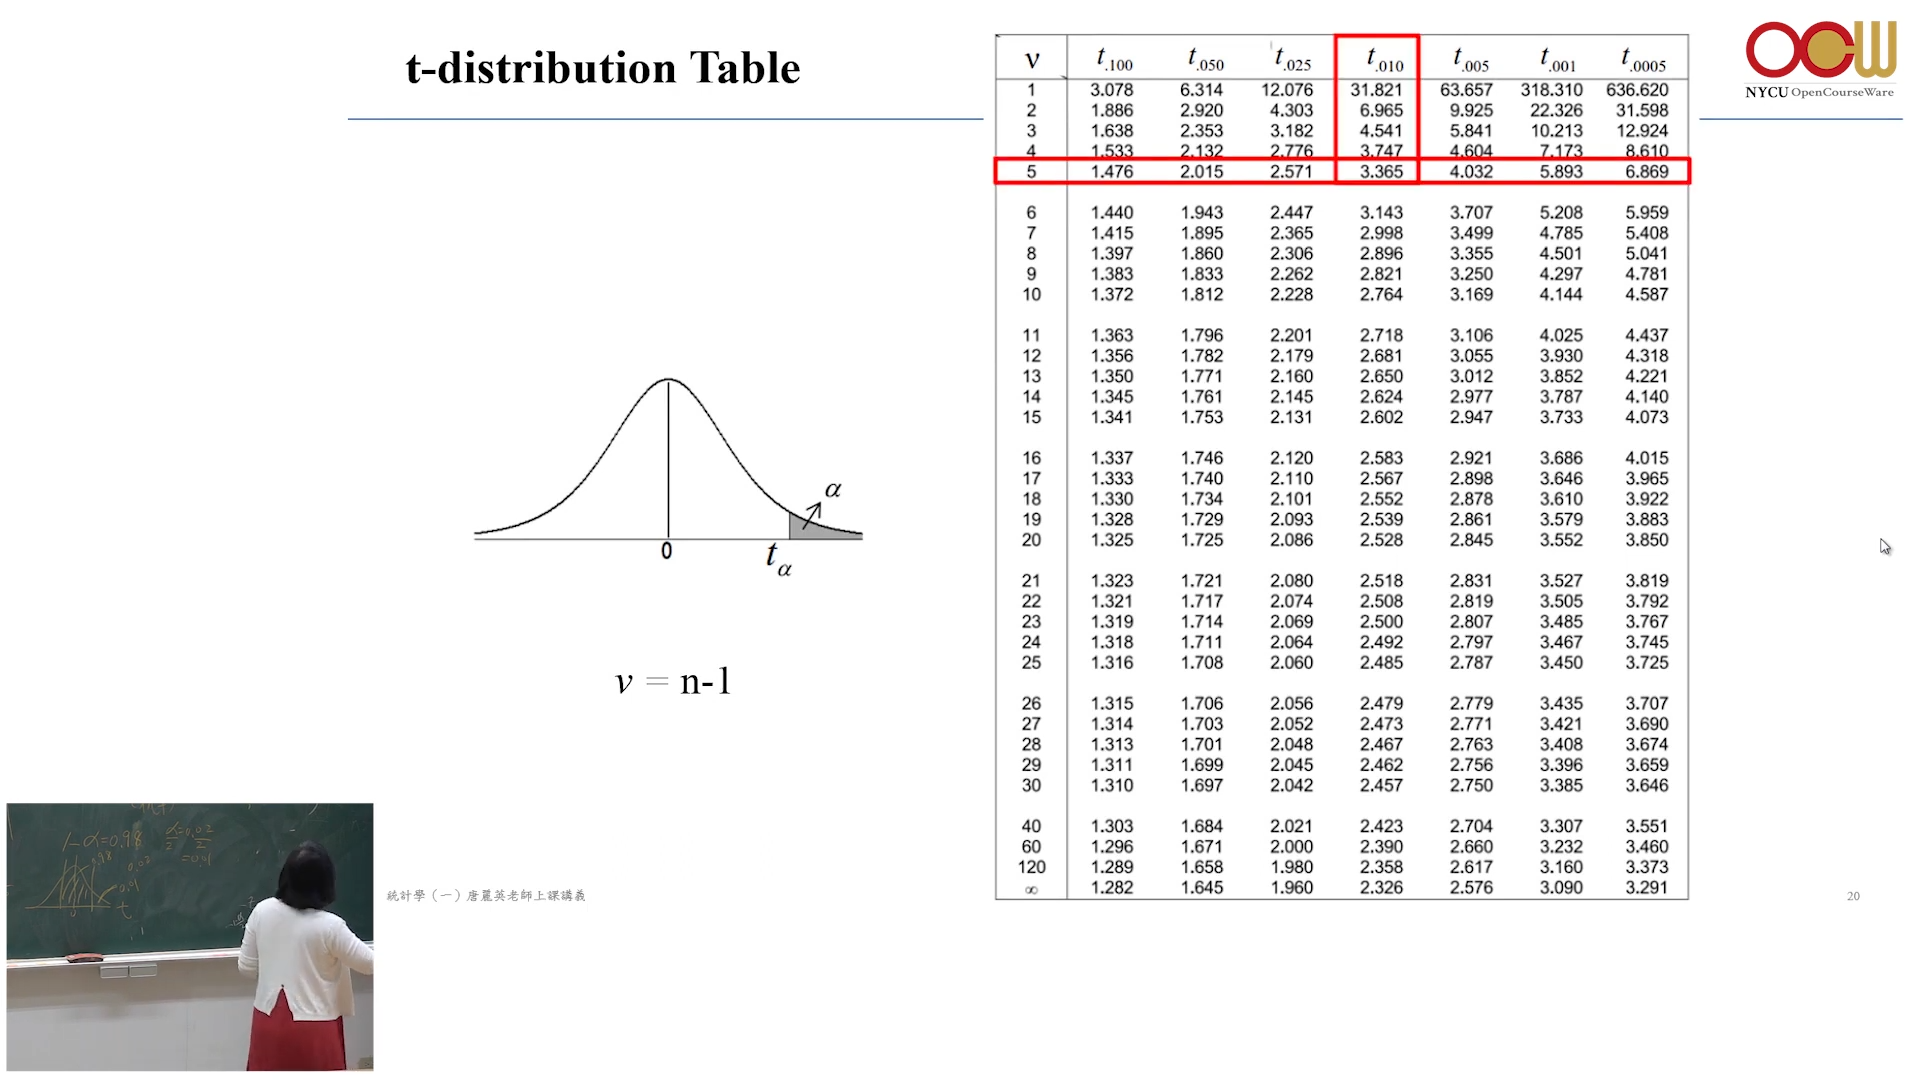 t-distribution Table
OCW
NYCU OpenCourseWare
ν t.100 t.050 t.025 t.010 t.005 t.001 t.0005
1 3.078 6.314 12.076 31.821 63.657 318.310 636.620
2 1.886 2.920 4.303 6.965 9.925 22.326 31.598
3 1.638 2.353 3.182 4.541 5.841 10.213 12.924
4 1.533 2.132 2.776 3.747 4.604 7.173 8.610
5 1.476 2.015 2.571 3.365 4.032 5.893 6.869
6 1.440 1.943 2.447 3.143 3.707 5.208 5.959
7 1.415 1.895 2.365 2.998 3.499 4.785 5.408
8 1.397 1.860 2.306 2.896 3.355 4.501 5.041
9 1.383 1.833 2.262 2.821 3.250 4.297 4.781
10 1.372 1.812 2.228 2.764 3.169 4.144 4.587
11 1.363 1.796 2.201 2.718 3.106 4.025 4.437
12 1.356 1.782 2.179 2.681 3.055 3.930 4.318
13 1.350 1.771 2.160 2.650 3.012 3.852 4.221
14 1.345 1.761 2.145 2.624 2.977 3.787 4.140
15 1.341 1.753 2.131 2.602 2.947 3.733 4.073
16 1.337 1.746 2.120 2.583 2.921 3.686 4.015
17 1.333 1.740 2.110 2.567 2.898 3.646 3.965
18 1.330 1.734 2.101 2.552 2.878 3.610 3.922
19 1.328 1.729 2.093 2.539 2.861 3.579 3.883
20 1.325 1.725 2.086 2.528 2.845 3.552 3.850
21 1.323 1.721 2.080 2.518 2.831 3.527 3.819
22 1.321 1.717 2.074 2.508 2.819 3.505 3.792
23 1.319 1.714 2.069 2.500 2.807 3.485 3.767
24 1.318 1.711 2.064 2.492 2.797 3.467 3.745
25 1.316 1.708 2.060 2.485 2.787 3.450 3.725
26 1.315 1.706 2.056 2.479 2.779 3.435 3.707
27 1.314 1.703 2.052 2.473 2.771 3.421 3.690
28 1.313 1.701 2.048 2.467 2.763 3.408 3.674
29 1.311 1.699 2.045 2.462 2.756 3.396 3.659
30 1.310 1.697 2.042 2.457 2.750 3.385 3.646
40 1.303 1.684 2.021 2.423 2.704 3.307 3.551
60 1.296 1.671 2.000 2.390 2.660 3.232 3.460
120 1.289 1.658 1.980 2.358 2.617 3.160 3.373
∞ 1.282 1.645 1.960 2.326 2.576 3.090 3.291
α
0
tα
ν = n-1
1-α=0.98
α/2=0.02/2
=0.01
0.98
0.01
t
統計學（一）唐麗英老師上課講義
20